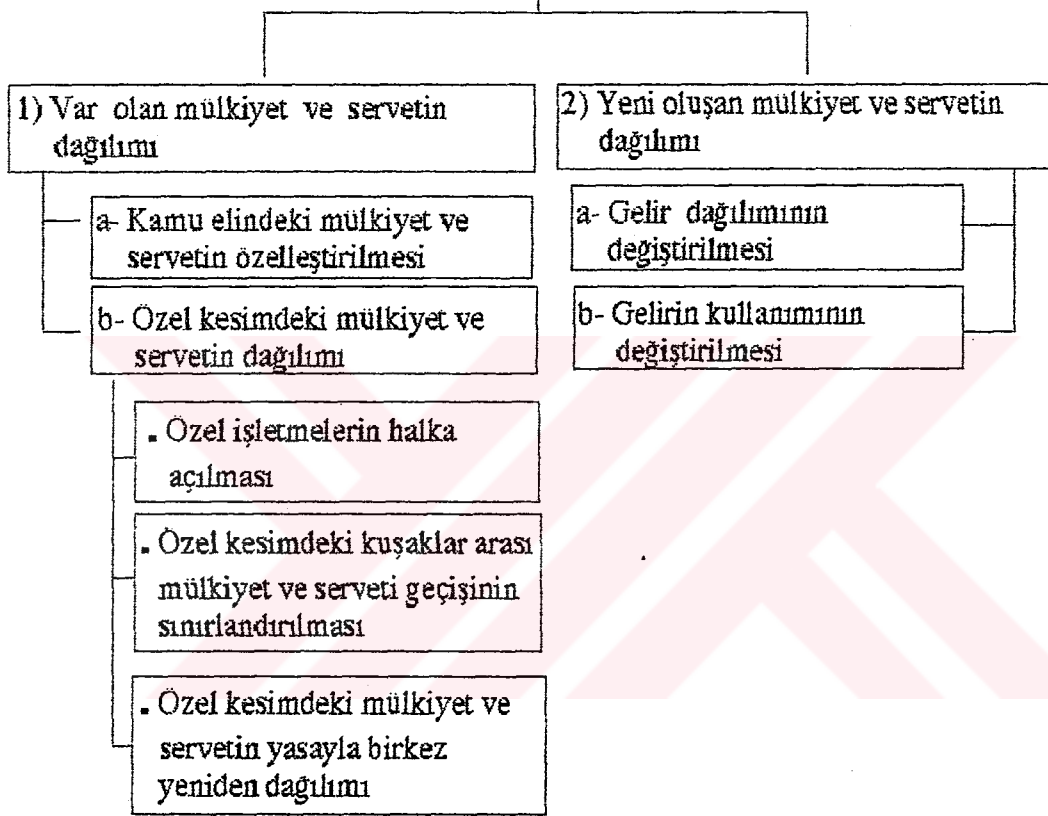 1) Var olan mülkiyet ve servetin
dağılımı
a- Kamu elindeki mülkiyet ve
servetin özelleştirilmesi
b- Özel kesimdeki mülkiyet ve
servetin dağılımı
. Özel işletmelerin halka
açılması
. Özel kesimdeki kuşaklar arası
mülkiyet ve serveti geçişinin
sınırlandırılması
. Özel kesimdeki mülkiyet ve
servetin yasayla birkez
yeniden dağılımı
2) Yeni oluşan mülkiyet ve servetin
dağılımı
a- Gelir dağılımının
değiştirilmesi
b- Gelirin kullanımının
değiştirilmesi